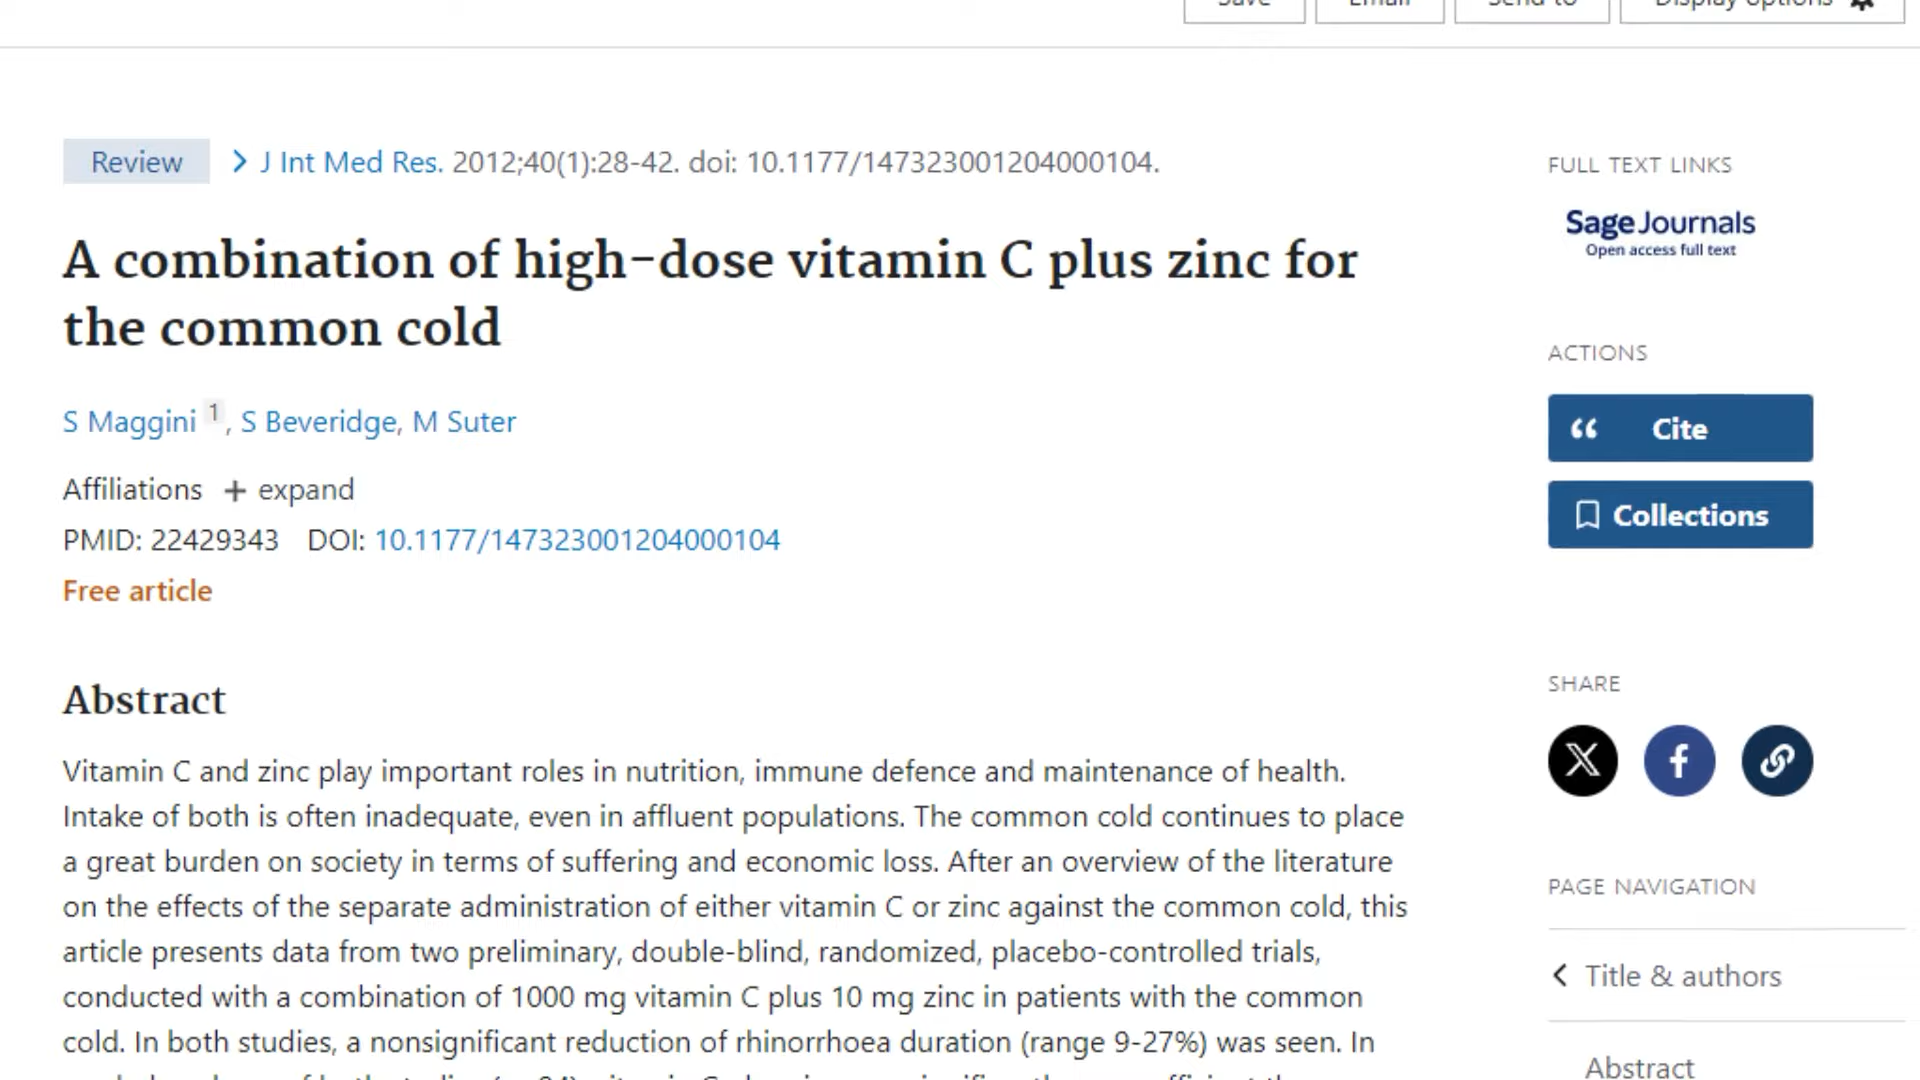 Save Email Send to Display options
Review J Int Med Res. 2012;40(1):28-42. doi: 10.1177/147323001204000104.
A combination of high-dose vitamin C plus zinc for
the common cold
S Maggini 1, S Beveridge, M Suter
Affiliations + expand
PMID: 22429343 DOI: 10.1177/147323001204000104
Free article
Abstract
Vitamin C and zinc play important roles in nutrition, immune defence and maintenance of health.
Intake of both is often inadequate, even in affluent populations. The common cold continues to place
a great burden on society in terms of suffering and economic loss. After an overview of the literature
on the effects of the separate administration of either vitamin C or zinc against the common cold, this
article presents data from two preliminary, double-blind, randomized, placebo-controlled trials,
conducted with a combination of 1000 mg vitamin C plus 10 mg zinc in patients with the common
cold. In both studies, a nonsignificant reduction of rhinorrhoea duration (range 9-27%) was seen. In
FULL TEXT LINKS
Sage Journals
Open access full text
ACTIONS
Cite
Collections
SHARE
PAGE NAVIGATION
Title & authors
Abstract